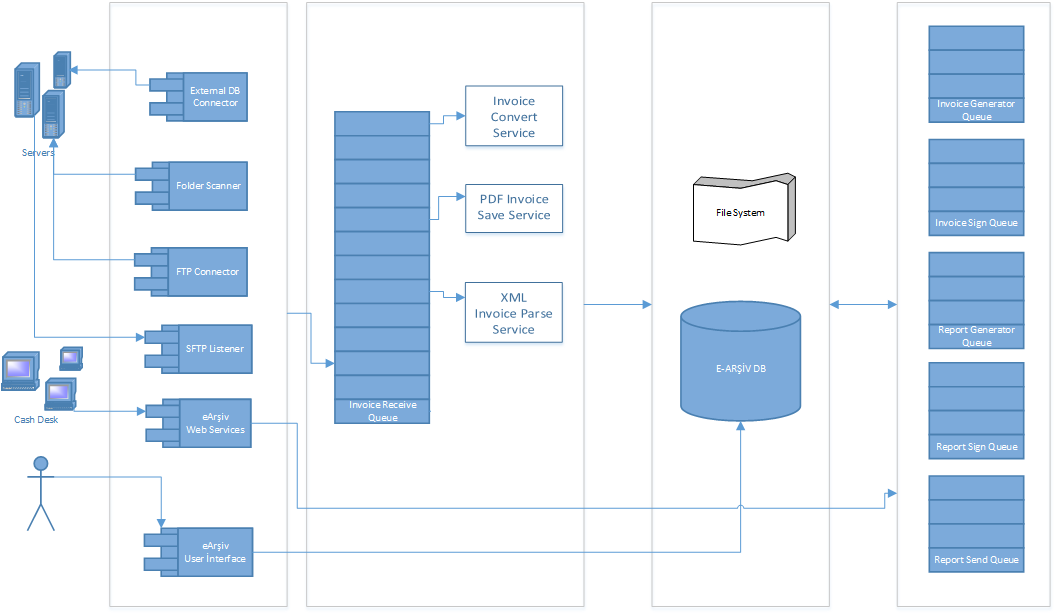 Servers
Cash Desk
External DB
Connector
Folder Scanner
FTP Connector
SFTP Listener
eArşiv
Web Services
eArşiv
User İnterface
Invoice Receive
Queue
Invoice
Convert
Service
PDF Invoice
Save Service
XML
Invoice Parse
Service
File System
E-ARŞİV DB
Invoice Generator
Queue
Invoice Sign Queue
Report Generator
Queue
Report Sign Queue
Report Send Queue